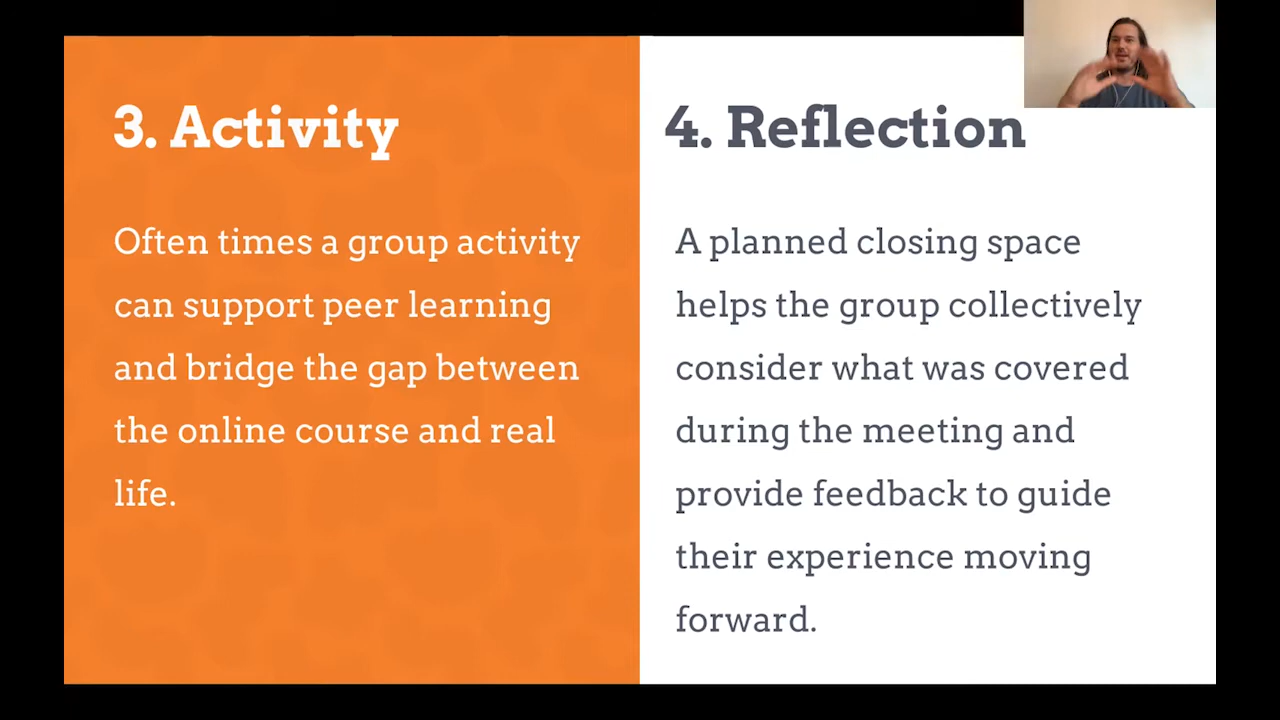 3. Activity
Often times a group activity
can support peer learning
and bridge the gap between
the online course and real
life.
4. Reflection
A planned closing space
helps the group collectively
consider what was covered
during the meeting and
provide feedback to guide
their experience moving
forward.